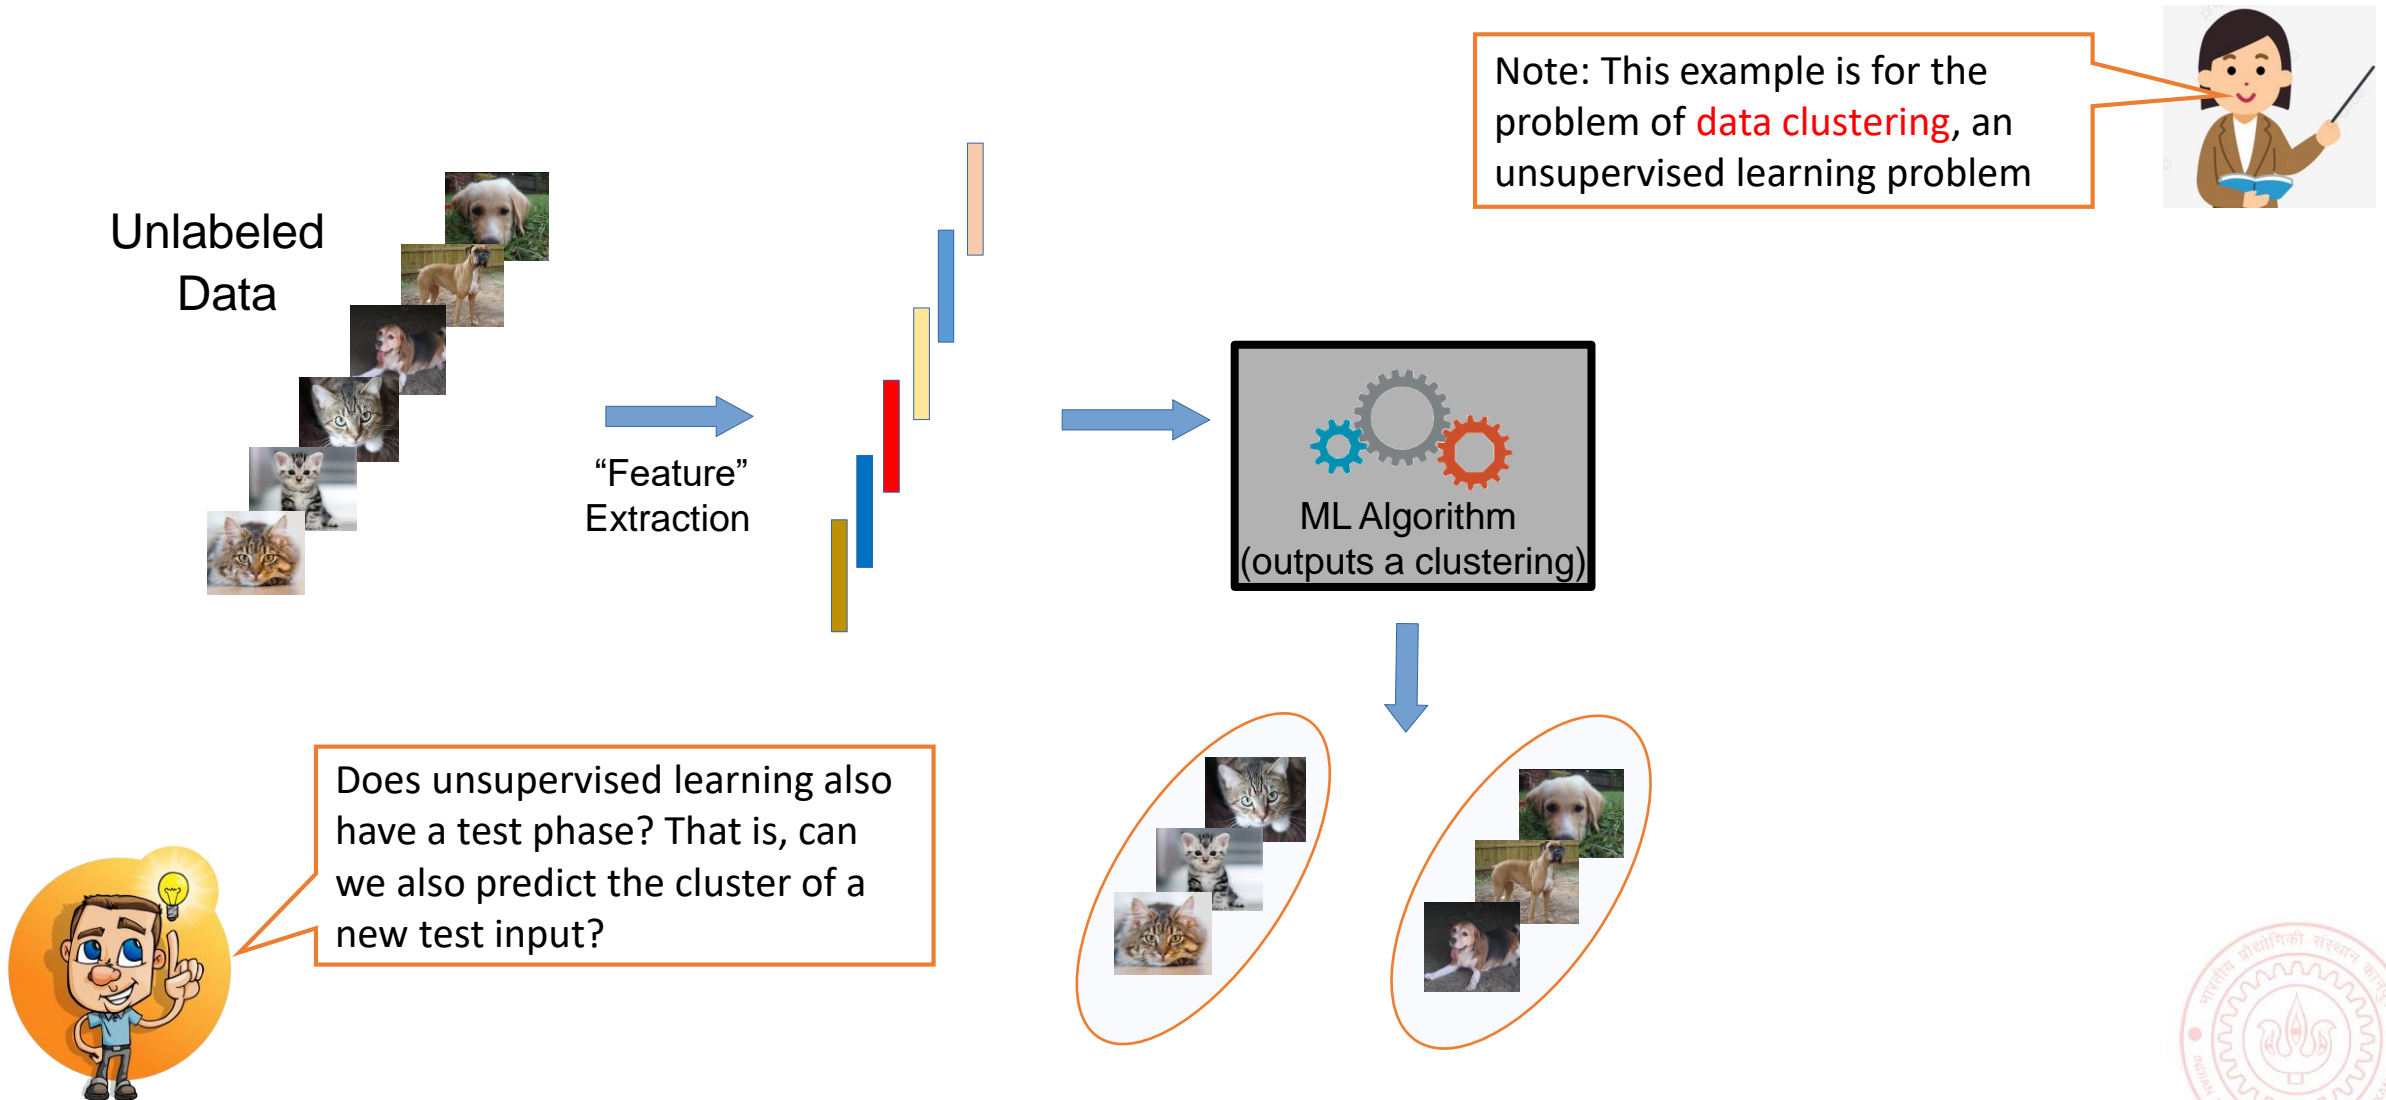 Note: This example is for the
problem of data clustering, an
unsupervised learning problem
Unlabeled
Data
“Feature”
Extraction
ML Algorithm
(outputs a clustering)
Does unsupervised learning also
have a test phase? That is, can
we also predict the cluster of a
new test input?
भारतीय प्रौद्योगिकी संस्थान
INDIAN